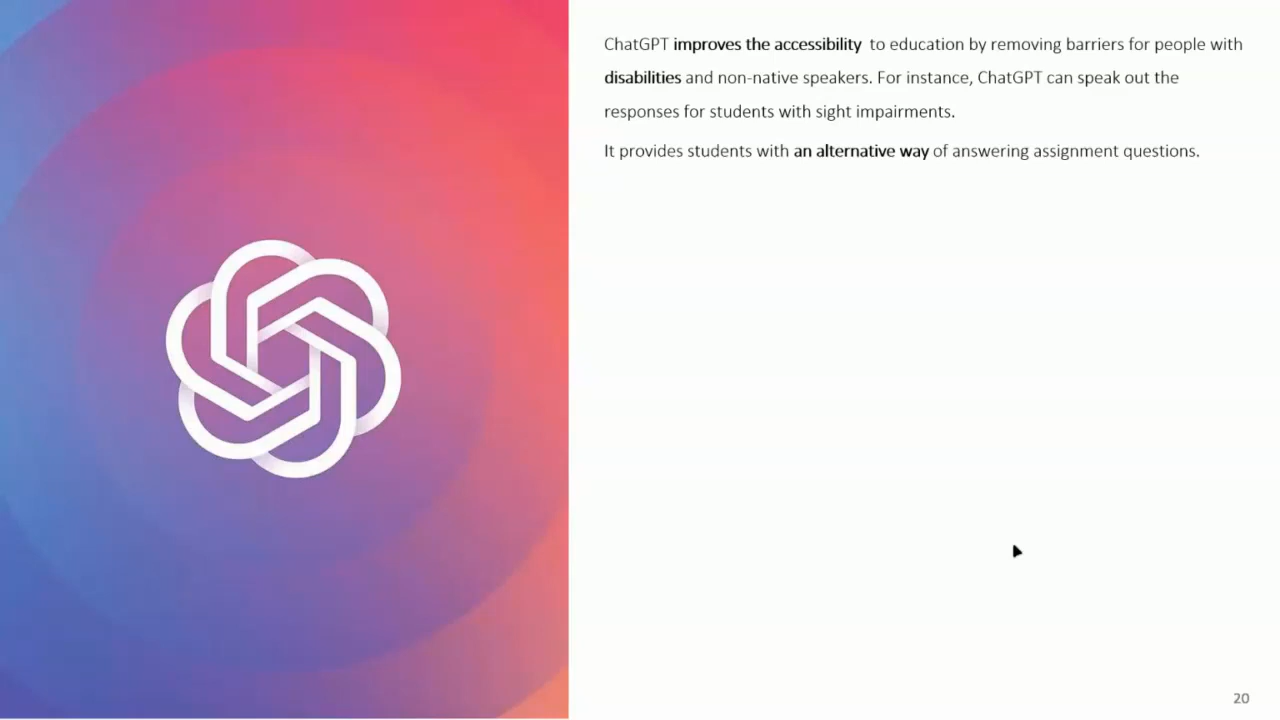 ChatGPT improves the accessibility to education by removing barriers for people with
disabilities and non-native speakers. For instance, ChatGPT can speak out the
responses for students with sight impairments.
It provides students with an alternative way of answering assignment questions.
20